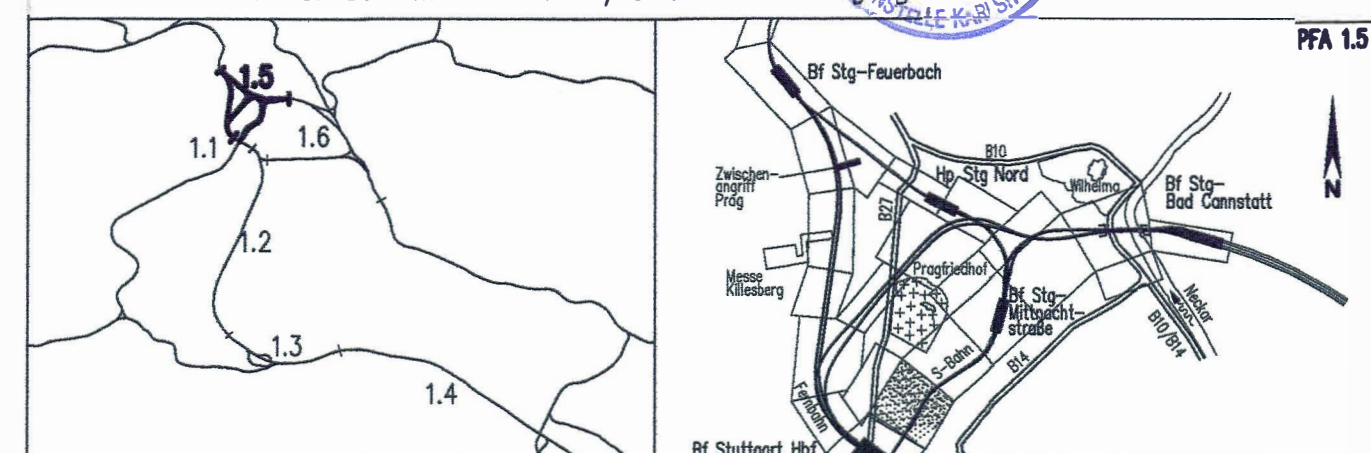 PFA 1.5
1.5
1.6
1.1
1.2
1.3
1.4
Bf Stg-Feuerbach
B10
Zwischen-
angriff
Prag
Hp Stg Nord
Wilhelma
Bf Stg-
Bad Cannstatt
N
B27
Messe
Killesberg
Pragfriedhof
Bf Stg-
Mittnacht-
straße
Neckar
B10/B14
S-Bahn
B14
Fernbahn
Bf Stuttgart Hbf